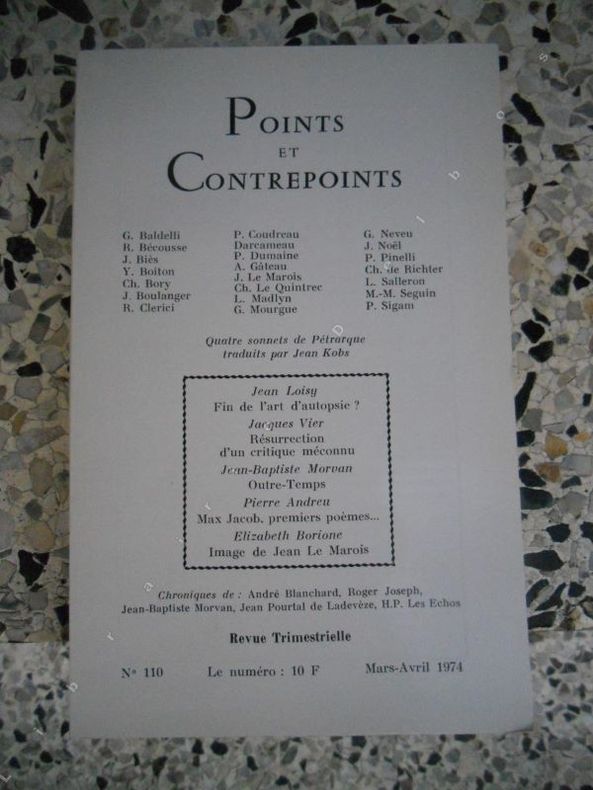 POINTS
ET
CONTREPOINTS
G. Baldelli
R. Bécousse
J. Biès
Y. Boiton
Ch. Bory
J. Boulanger
R. Clerici
P. Coudreau
Darcameau
P. Dumaine
A. Gâteau
J. Le Marois
Ch. Le Quintrec
L. Madlyn
G. Mourgue
G. Neveu
J. Noël
P. Pinelli
Ch. de Richter
L. Salleron
M.-M. Seguin
P. Sigam
Quatre sonnets de Pétrarque
traduits par Jean Kobs
Jean Loisy
Fin de l'art d'autopsie ?
Jacques Vier
Résurrection
d'un critique méconnu
Jean-Baptiste Morvan
Outre-Temps
Pierre Andreu
Max Jacob, premiers poèmes...
Elizabeth Borione
Image de Jean Le Marois
Chroniques de : André Blanchard, Roger Joseph,
Jean-Baptiste Morvan, Jean Pourtal de Ladevèze, H.P. Les Echos
Revue Trimestrielle
N° 110 Le numéro : 10 F Mars-Avril 1974